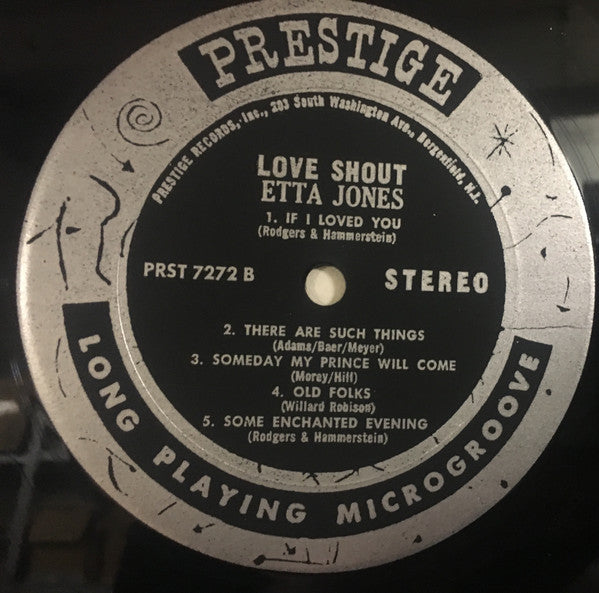 PRESTIGE
PRESTIGE RECORDS, Inc., 203 South Washington Ave., Bergenfield, N.J.
LOVE SHOUT
ETTA JONES
1. IF I LOVED YOU
(Rodgers & Hammerstein)
PRST 7272 B
STEREO
2. THERE ARE SUCH THINGS
(Adams/Baer/Meyer)
3. SOMEDAY MY PRINCE WILL COME
(Morey/Hill)
4. OLD FOLKS
(Willard Robison)
5. SOME ENCHANTED EVENING
(Rodgers & Hammerstein)
LONG PLAYING MICROGROOVE